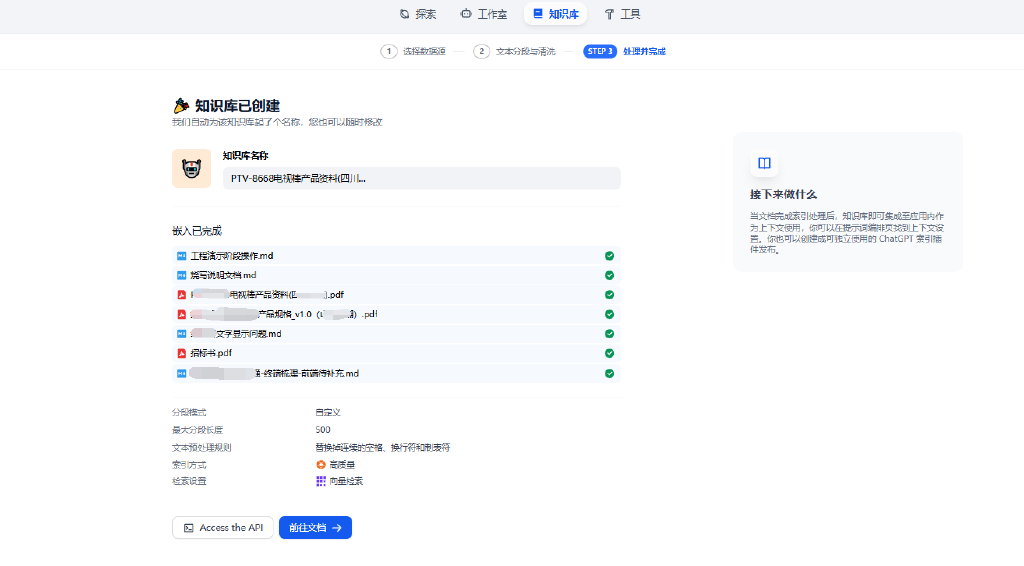 探索 工作室 知识库 工具
1 选择数据源 2 文本分段与清洗 STEP 3 处理并完成
知识库已创建
我们自动为该知识库起了个名称，您也可以随时修改
知识库名称
PTV-8668电视棒产品资料(四川...
嵌入已完成
工程演示阶段操作.md
烧写说明文档.md
电视棒产品资料( ).pdf
产品规格_v1.0（ ）.pdf
文字显示问题.md
招标书.pdf
-终端梳理-前端待补充.md
分段模式 自定义
最大分段长度 500
文本预处理规则 替换掉连续的空格、换行符和制表符
索引方式 高质量
检索设置 向量检索
Access the API 前往文档 →
接下来做什么
当文档完成索引处理后，知识库即可集成至应用内作
为上下文使用，你可以在提示词编排页找到上下文设
置。你也可以创建成可独立使用的 ChatGPT 索引插
件发布。